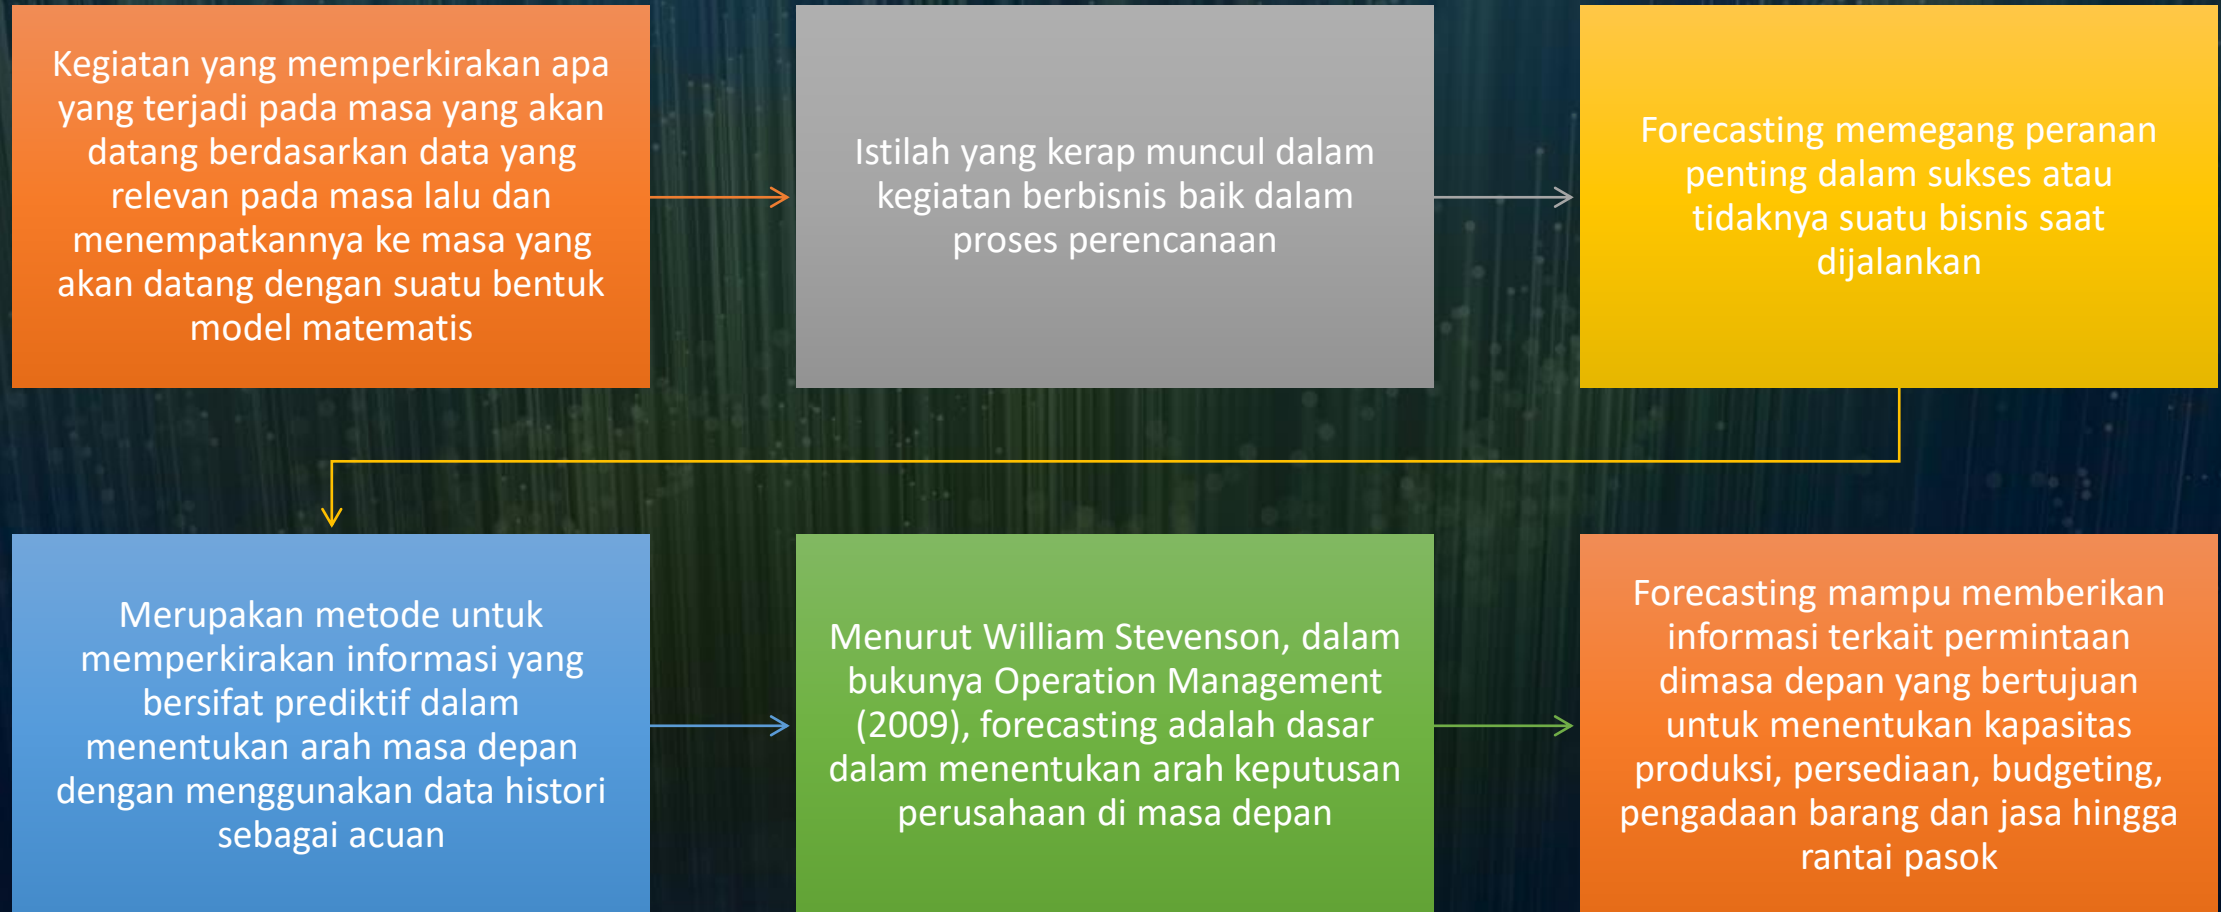 Kegiatan yang memperkirakan apa
yang terjadi pada masa yang akan
datang berdasarkan data yang
relevan pada masa lalu dan
menempatkannya ke masa yang
akan datang dengan suatu bentuk
model matematis
Istilah yang kerap muncul dalam
kegiatan berbisnis baik dalam
proses perencanaan
Forecasting memegang peranan
penting dalam sukses atau
tidaknya suatu bisnis saat
dijalankan
Merupakan metode untuk
memperkirakan informasi yang
bersifat prediktif dalam
menentukan arah masa depan
dengan menggunakan data histori
sebagai acuan
Menurut William Stevenson, dalam
bukunya Operation Management
(2009), forecasting adalah dasar
dalam menentukan arah keputusan
perusahaan di masa depan
Forecasting mampu memberikan
informasi terkait permintaan
dimasa depan yang bertujuan
untuk menentukan kapasitas
produksi, persediaan, budgeting,
pengadaan barang dan jasa hingga
rantai pasok